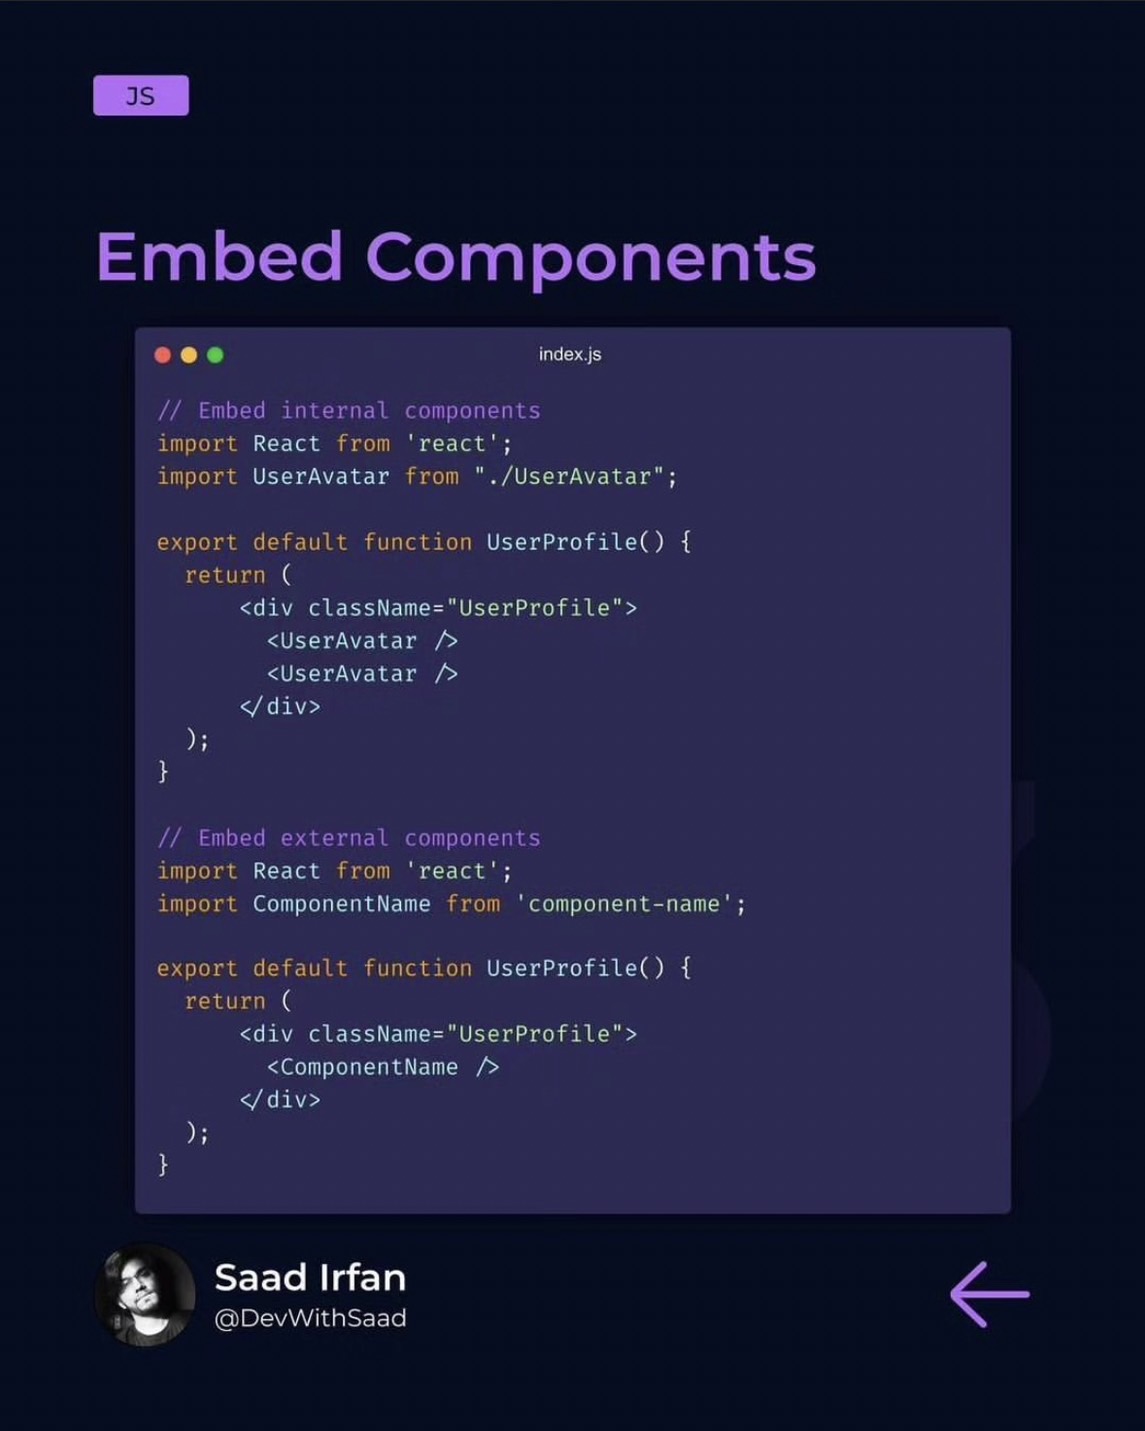 JS
Embed Components
index.js
// Embed internal components
import React from 'react';
import UserAvatar from "./UserAvatar";
export default function UserProfile() {
return (
<div className="UserProfile">
<UserAvatar />
<UserAvatar />
</div>
);
}
// Embed external components
import React from 'react';
import ComponentName from 'component-name';
export default function UserProfile() {
return (
<div className="UserProfile">
<ComponentName />
</div>
);
}
Saad Irfan
@DevWithSaad